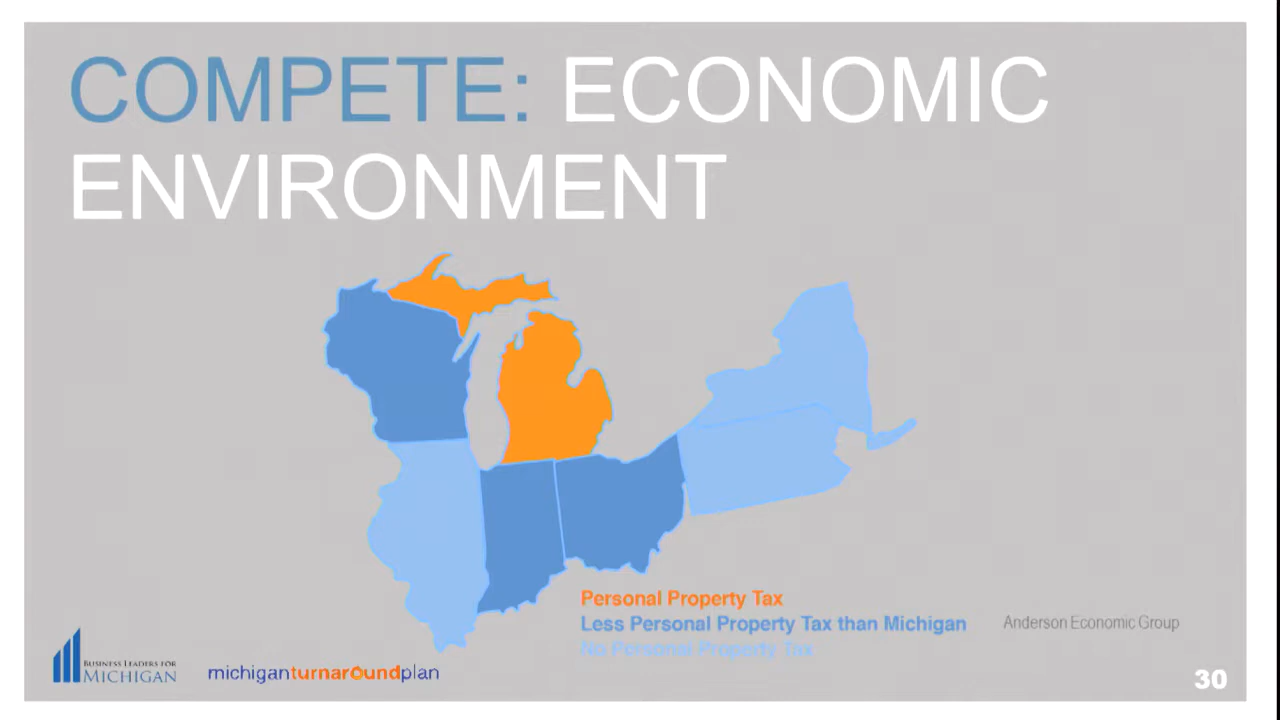 COMPETE: ECONOMIC
ENVIRONMENT
Personal Property Tax
Less Personal Property Tax than Michigan
No Personal Property Tax
Anderson Economic Group
BUSINESS LEADERS FOR
MICHIGAN
michiganturnaroundplan
30